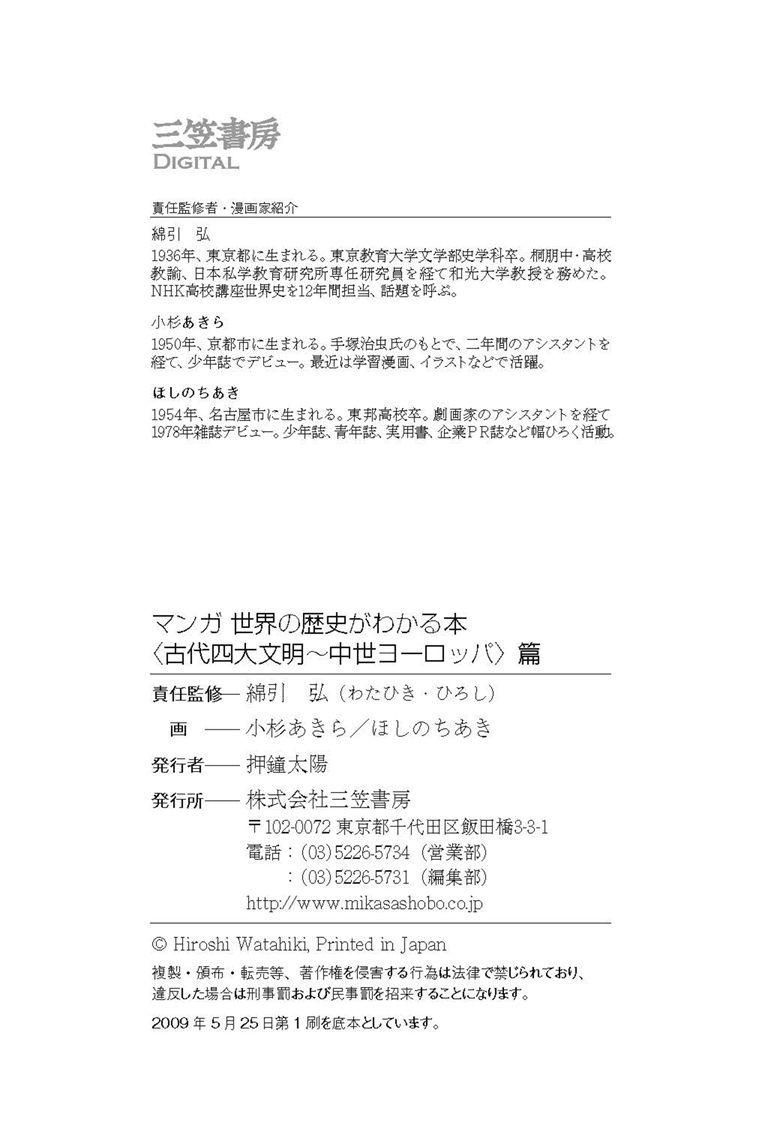 三笠書房
DIGITAL
責任監修者・漫画家紹介
綿引　弘
1936年、東京都に生まれる。東京教育大学文学部史学科卒。桐朋中・高校
教諭、日本私学教育研究所専任研究員を経て和光大学教授を務めた。
NHK高校講座世界史を12年間担当、話題を呼ぶ。
小杉あきら
1950年、京都市に生まれる。手塚治虫氏のもとで、二年間のアシスタントを
経て、少年誌でデビュー。最近は学習漫画、イラストなどで活躍。
ほしのちあき
1954年、名古屋市に生まれる。東邦高校卒。劇画家のアシスタントを経て
1978年雑誌デビュー。少年誌、青年誌、実用書、企業PR誌など幅ひろく活動。
マンガ 世界の歴史がわかる本
〈古代四大文明～中世ヨーロッパ〉篇
責任監修― 綿引　弘（わたひき・ひろし）
画 ―― 小杉あきら／ほしのちあき
発行者―― 押鐘太陽
発行所―― 株式会社三笠書房
〒102-0072 東京都千代田区飯田橋3-3-1
電話：(03)5226-5734（営業部）
：(03)5226-5731（編集部）
http://www.mikasashobo.co.jp
© Hiroshi Watahiki, Printed in Japan
複製・頒布・転売等、著作権を侵害する行為は法律で禁じられており、
違反した場合は刑事罰および民事罰を招来することになります。
2009年5月25日第1刷を底本としています。